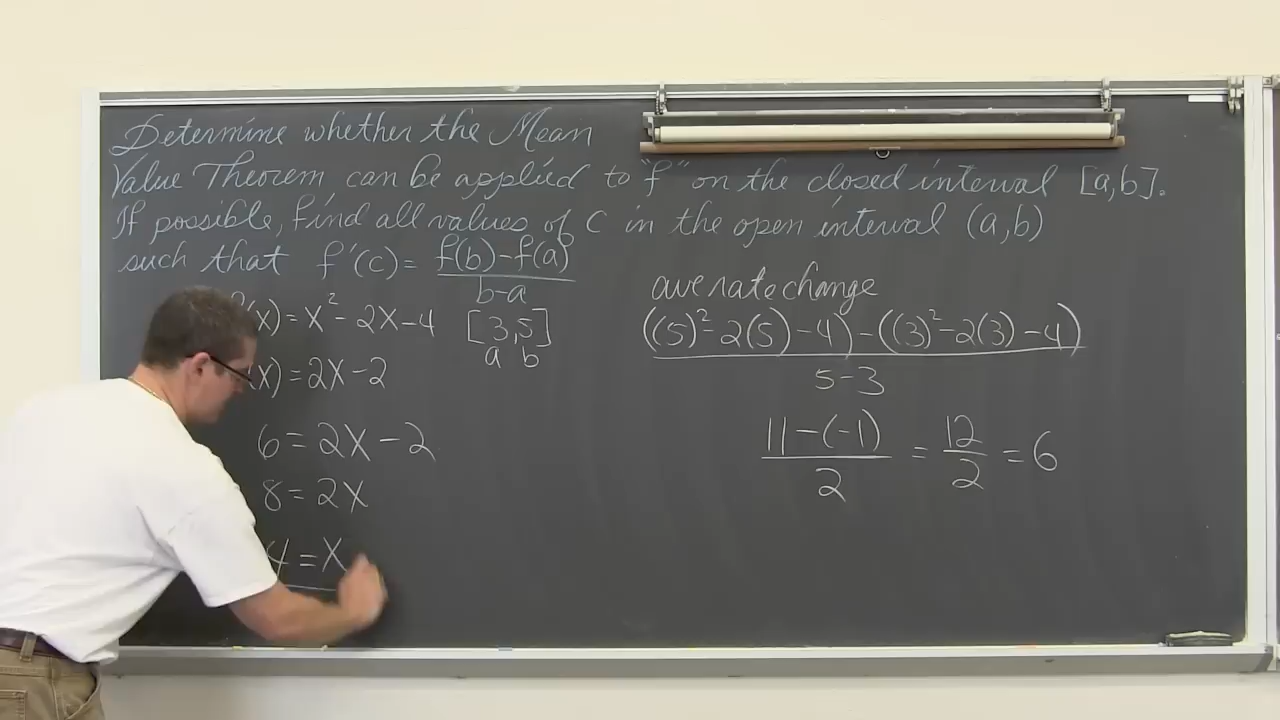 Determine whether the Mean
Value Theorem can be applied to "f" on the closed interval [a,b].
If possible, find all values of c in the open interval (a,b)
such that f'(c) = f(b)-f(a)
b-a
(x) = x² - 2x - 4 [3,5]
a b
(x) = 2x - 2
6 = 2x - 2
8 = 2x
4 = x
ave rate change
((5)² - 2(5) - 4) - ((3)² - 2(3) - 4)
5 - 3
11 - (-1) = 12 = 6
2 2